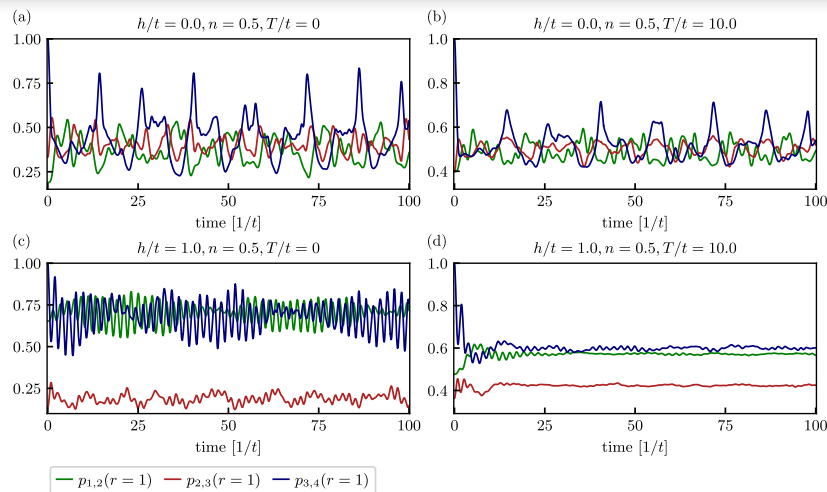 (a)
h/t = 0.0, n = 0.5, T/t = 0
1.00
0.75
0.50
0.25
0 25 50 75 100
time [1/t]
(b)
h/t = 0.0, n = 0.5, T/t = 10.0
1.0
0.8
0.6
0.4
0 25 50 75 100
time [1/t]
(c)
h/t = 1.0, n = 0.5, T/t = 0
1.00
0.75
0.50
0.25
0 25 50 75 100
time [1/t]
(d)
h/t = 1.0, n = 0.5, T/t = 10.0
1.0
0.8
0.6
0.4
0 25 50 75 100
time [1/t]
p₁,₂(r = 1) p₂,₃(r = 1) p₃,₄(r = 1)